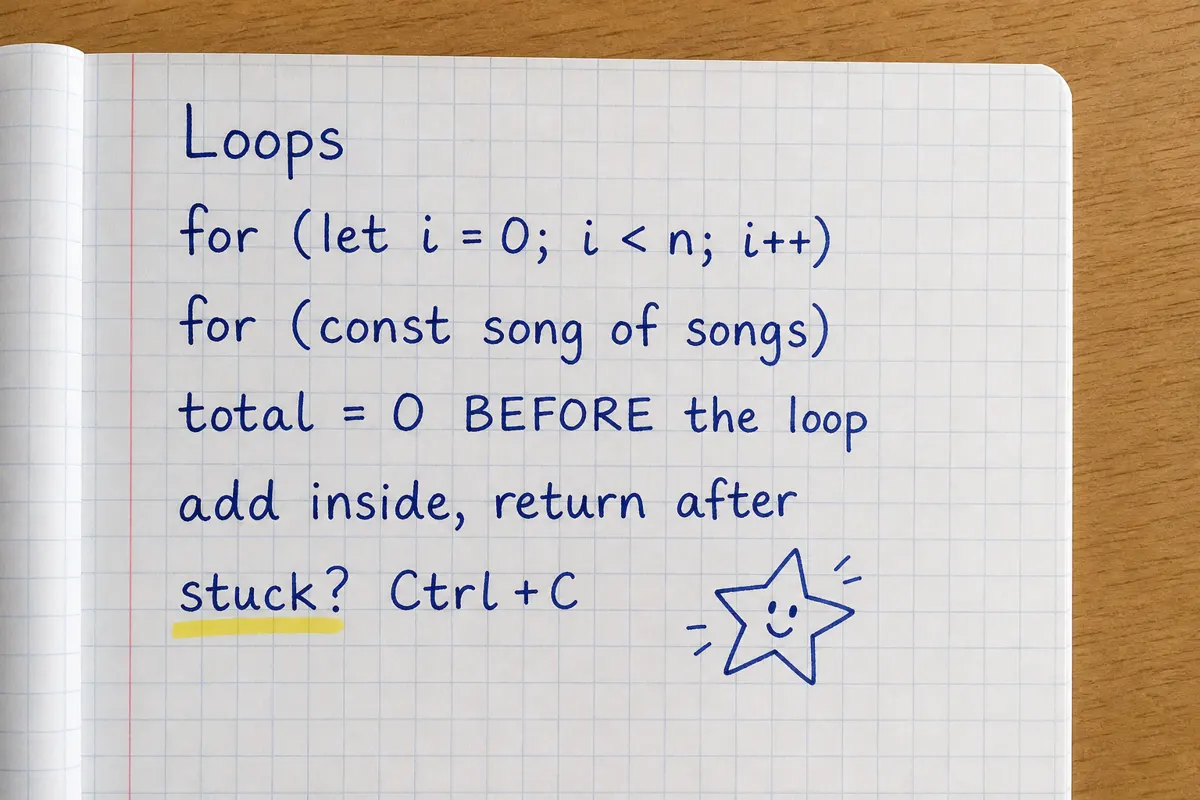 Loops
for (let i = 0; i < n; i++)
for (const song of songs)
total = 0 BEFORE the loop
add inside, return after
stuck? Ctrl + C